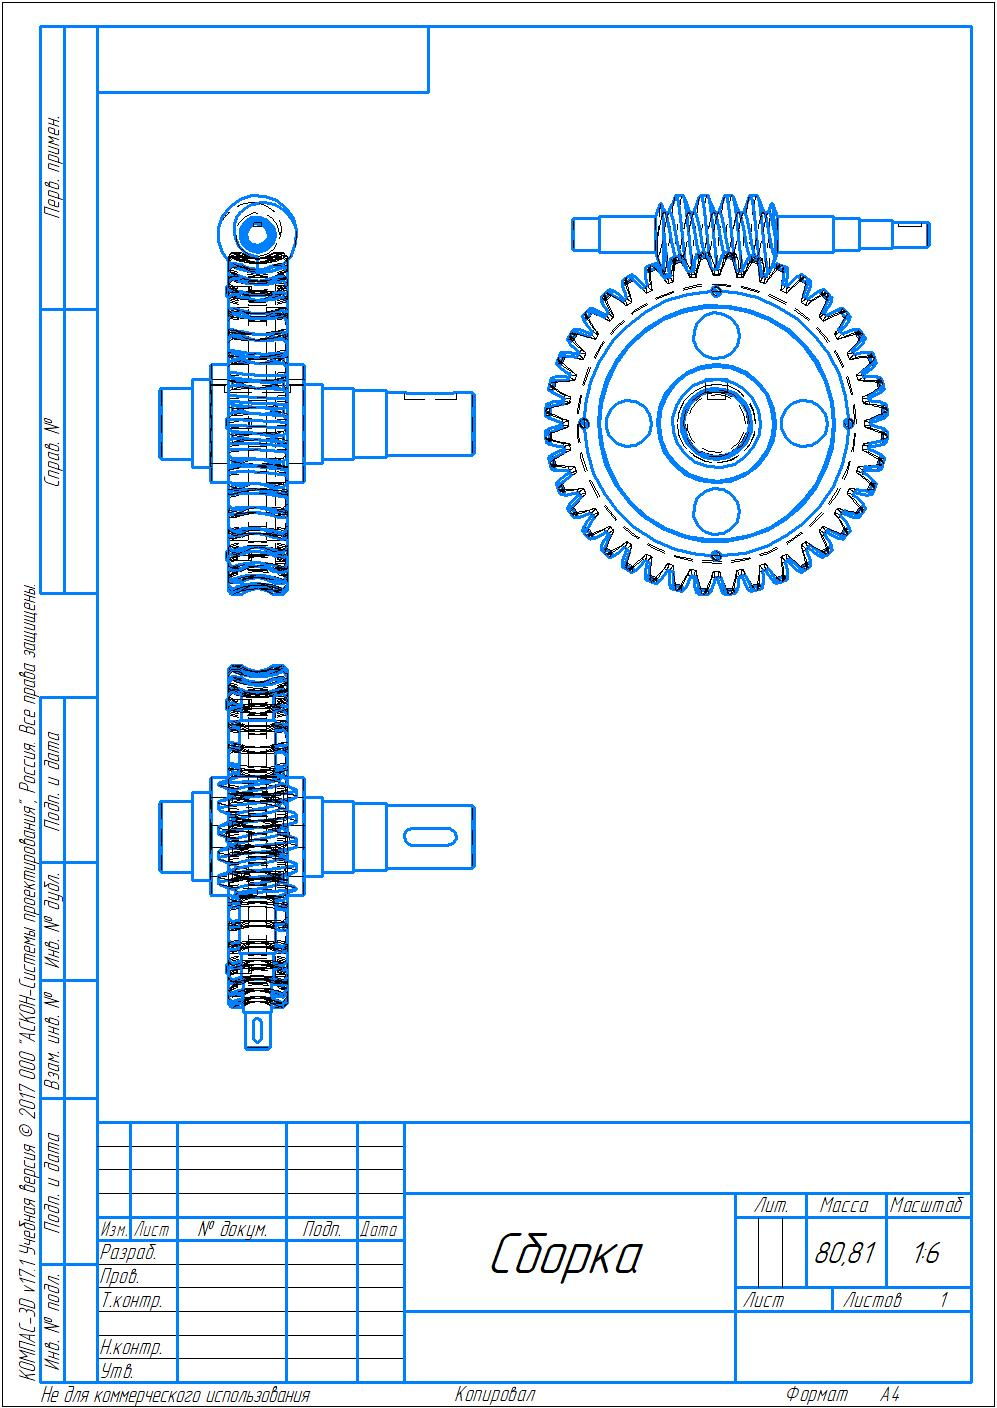 Перв. примен.
Справ. №
Подп. и дата
Инв. № дубл.
Взам. инв. №
Подп. и дата
Инв. № подл.
КОМПАС-3D v17.1 Учебная версия © 2017 ООО "АСКОН-Системы проектирования", Россия. Все права защищены.
Изм. Лист № докум. Подп. Дата
Разраб.
Пров.
Т.контр.
Н.контр.
Утв.
Сборка
Лит. Масса Масштаб
80,81 1:6
Лист Листов 1
Не для коммерческого использования Копировал Формат А4